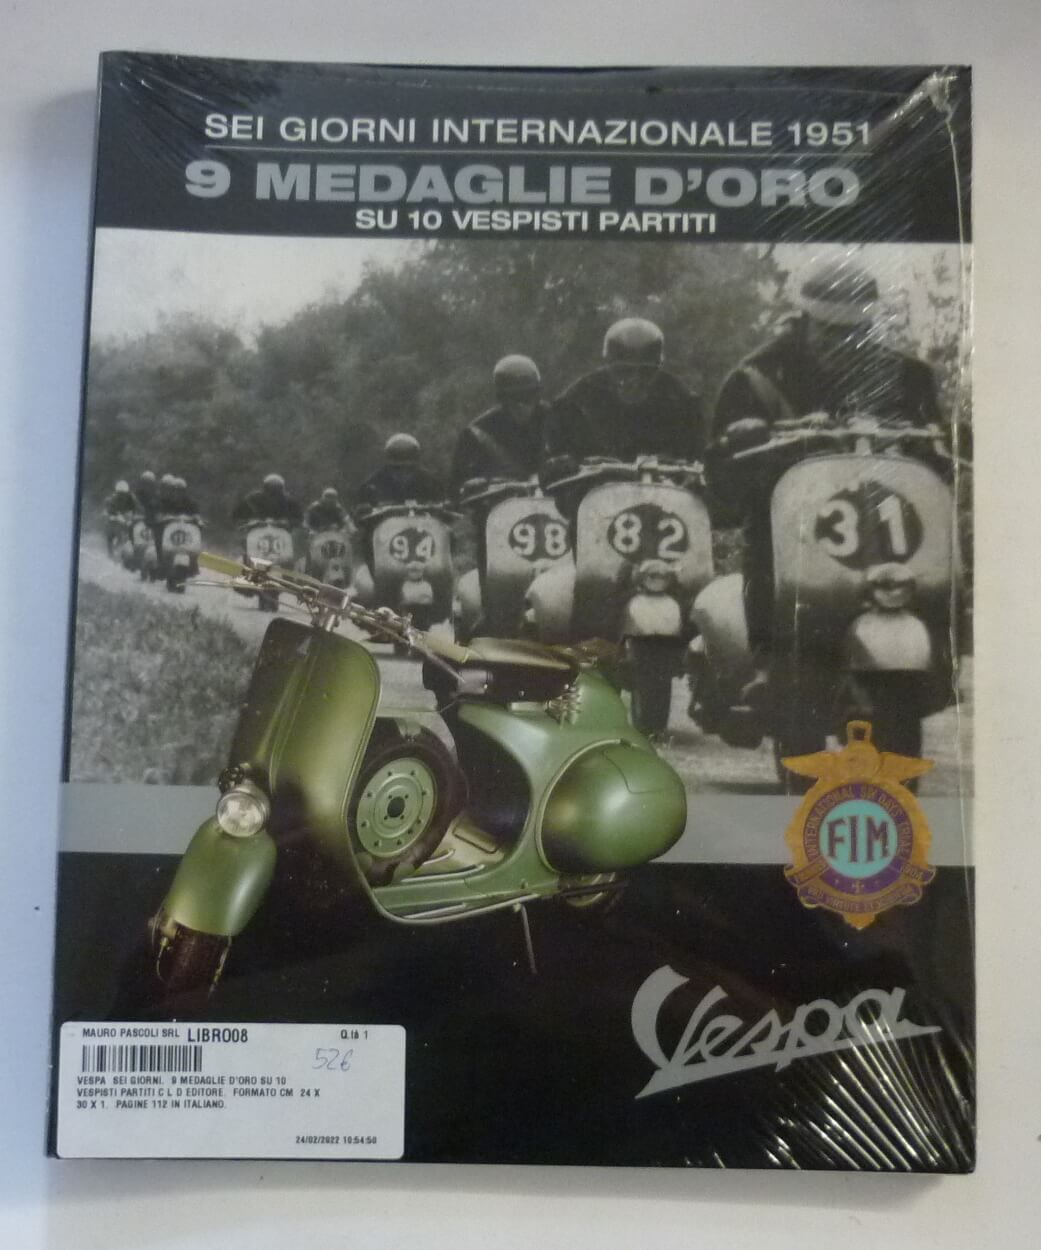 SEI GIORNI INTERNAZIONALE 1951
9 MEDAGLIE D'ORO
SU 10 VESPISTI PARTITI
31
82
98
94
FIM
Vespa
MAURO PASCOLI SRL LIBRO08 Q.tà 1
52€
VESPA SEI GIORNI. 9 MEDAGLIE D'ORO SU 10
VESPISTI PARTITI C L D EDITORE. FORMATO CM 24 X
30 X 1. PAGINE 112 IN ITALIANO.
24/02/2022 10:54:50